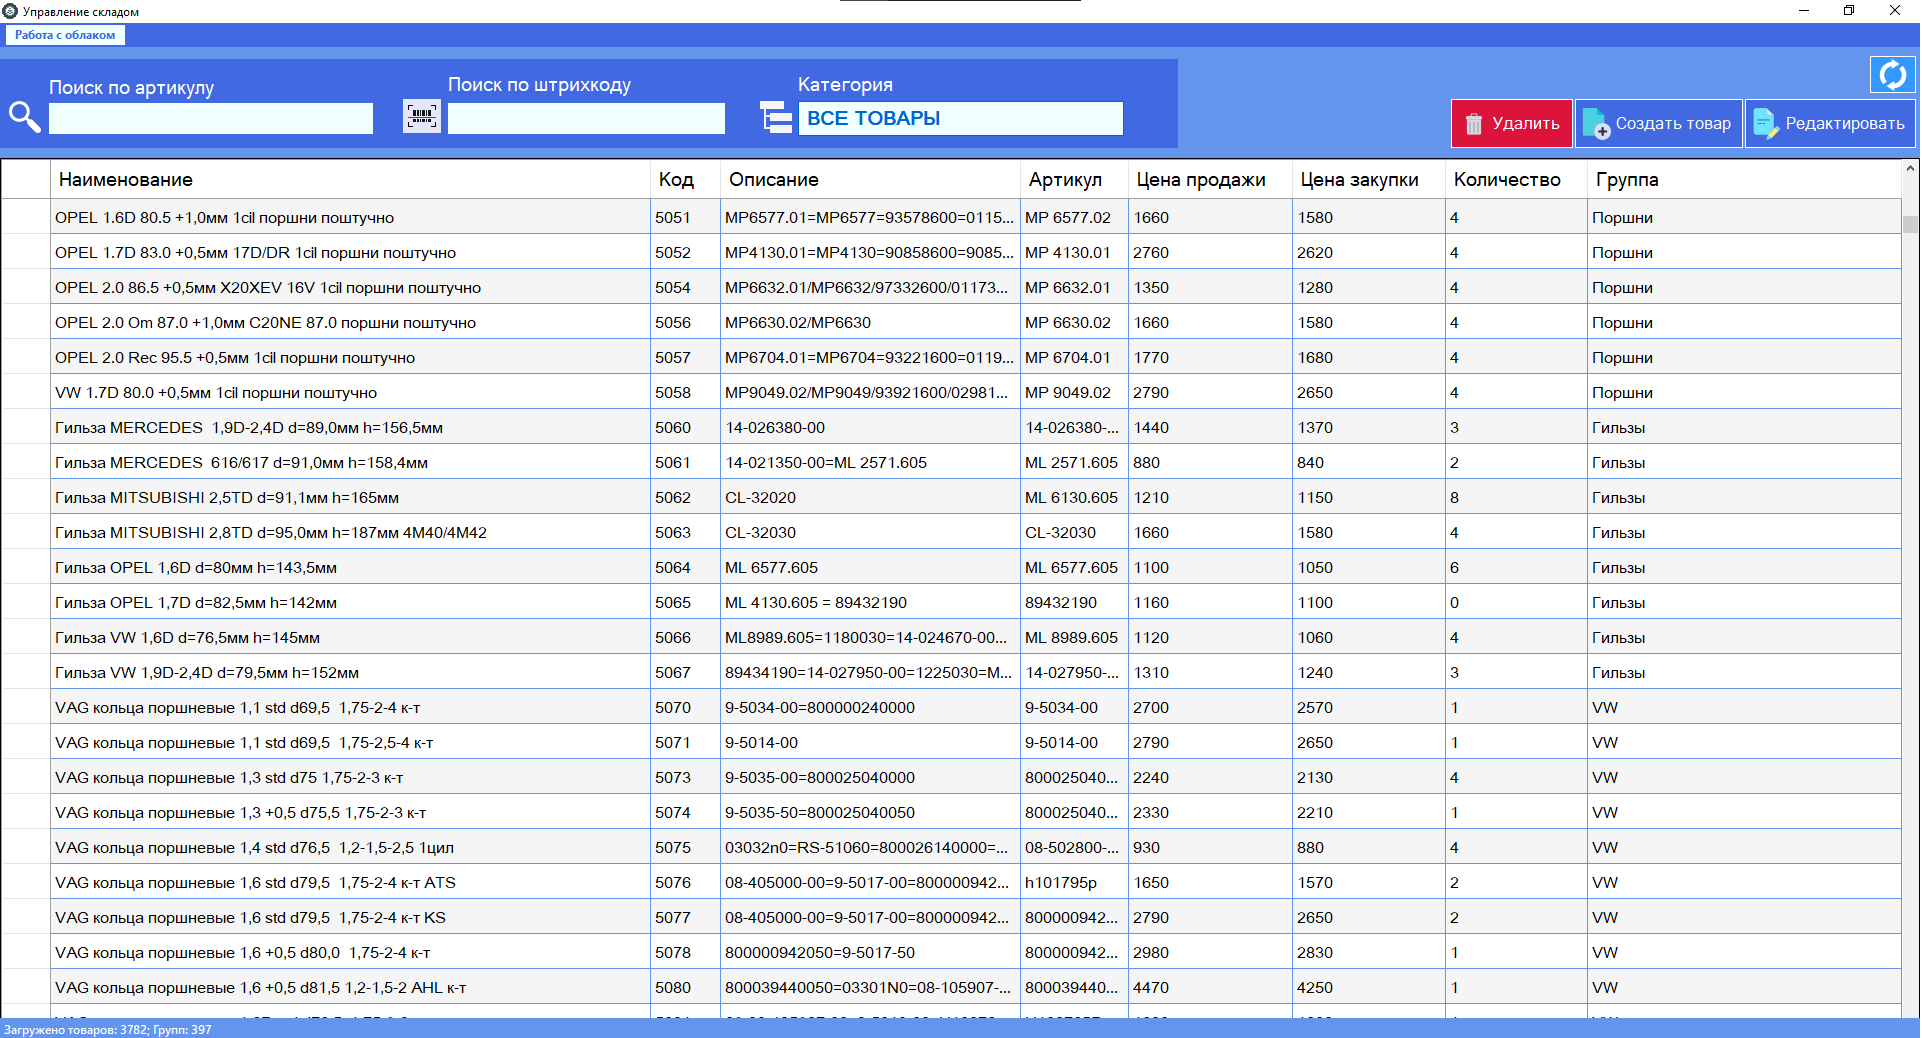 Управление складом
Работа с облаком
Поиск по артикулу
Поиск по штрихкоду
Категория
ВСЕ ТОВАРЫ
Удалить
Создать товар
Редактировать
Наименование Код Описание Артикул Цена продажи Цена закупки Количество Группа
OPEL 1.6D 80.5 +1,0мм 1cil поршни поштучно 5051 MP6577.01=MP6577=93578600=0115... MP 6577.02 1660 1580 4 Поршни
OPEL 1.7D 83.0 +0,5мм 17D/DR 1cil поршни поштучно 5052 MP4130.01=MP4130=90858600=9085... MP 4130.01 2760 2620 4 Поршни
OPEL 2.0 86.5 +0,5мм X20XEV 16V 1cil поршни поштучно 5054 MP6632.01/MP6632/97332600/01173... MP 6632.01 1350 1280 4 Поршни
OPEL 2.0 Om 87.0 +1,0мм C20NE 87.0 поршни поштучно 5056 MP6630.02/MP6630 MP 6630.02 1660 1580 4 Поршни
OPEL 2.0 Rec 95.5 +0,5мм 1cil поршни поштучно 5057 MP6704.01=MP6704=93221600=0119... MP 6704.01 1770 1680 4 Поршни
VW 1.7D 80.0 +0,5мм 1cil поршни поштучно 5058 MP9049.02/MP9049/93921600/02981... MP 9049.02 2790 2650 4 Поршни
Гильза MERCEDES  1,9D-2,4D d=89,0мм h=156,5мм 5060 14-026380-00 14-026380-... 1440 1370 3 Гильзы
Гильза MERCEDES  616/617 d=91,0мм h=158,4мм 5061 14-021350-00=ML 2571.605 ML 2571.605 880 840 2 Гильзы
Гильза MITSUBISHI 2,5TD d=91,1мм h=165мм 5062 CL-32020 ML 6130.605 1210 1150 8 Гильзы
Гильза MITSUBISHI 2,8TD d=95,0мм h=187мм 4M40/4M42 5063 CL-32030 CL-32030 1660 1580 4 Гильзы
Гильза OPEL 1,6D d=80мм h=143,5мм 5064 ML 6577.605 ML 6577.605 1100 1050 6 Гильзы
Гильза OPEL 1,7D d=82,5мм h=142мм 5065 ML 4130.605 = 89432190 89432190 1160 1100 0 Гильзы
Гильза VW 1,6D d=76,5мм h=145мм 5066 ML8989.605=1180030=14-024670-00... ML 8989.605 1120 1060 4 Гильзы
Гильза VW 1,9D-2,4D d=79,5мм h=152мм 5067 89434190=14-027950-00=1225030=M... 14-027950-... 1310 1240 3 Гильзы
VAG кольца поршневые 1,1 std d69,5  1,75-2-4 к-т 5070 9-5034-00=800000240000 9-5034-00 2700 2570 1 VW
VAG кольца поршневые 1,1 std d69,5  1,75-2,5-4 к-т 5071 9-5014-00 9-5014-00 2790 2650 1 VW
VAG кольца поршневые 1,3 std d75 1,75-2-3 к-т 5073 9-5035-00=800025040000 800025040... 2240 2130 4 VW
VAG кольца поршневые 1,3 +0,5 d75,5 1,75-2-3 к-т 5074 9-5035-50=800025040050 800025040... 2330 2210 1 VW
VAG кольца поршневые 1,4 std d76,5  1,2-1,5-2,5 1цил 5075 03032n0=RS-51060=800026140000=... 08-502800-... 930 880 4 VW
VAG кольца поршневые 1,6 std d79,5  1,75-2-4 к-т ATS 5076 08-405000-00=9-5017-00=800000942... h101795p 1650 1570 2 VW
VAG кольца поршневые 1,6 std d79,5  1,75-2-4 к-т KS 5077 08-405000-00=9-5017-00=800000942... 800000942... 2790 2650 2 VW
VAG кольца поршневые 1,6 +0,5 d80,0  1,75-2-4 к-т 5078 800000942050=9-5017-50 800000942... 2980 2830 1 VW
VAG кольца поршневые 1,6 +0,5 d81,5 1,2-1,5-2 AHL к-т 5080 800039440050=03301N0=08-105907-... 800039440... 4470 4250 1 VW
Загружено товаров: 3782; Групп: 397